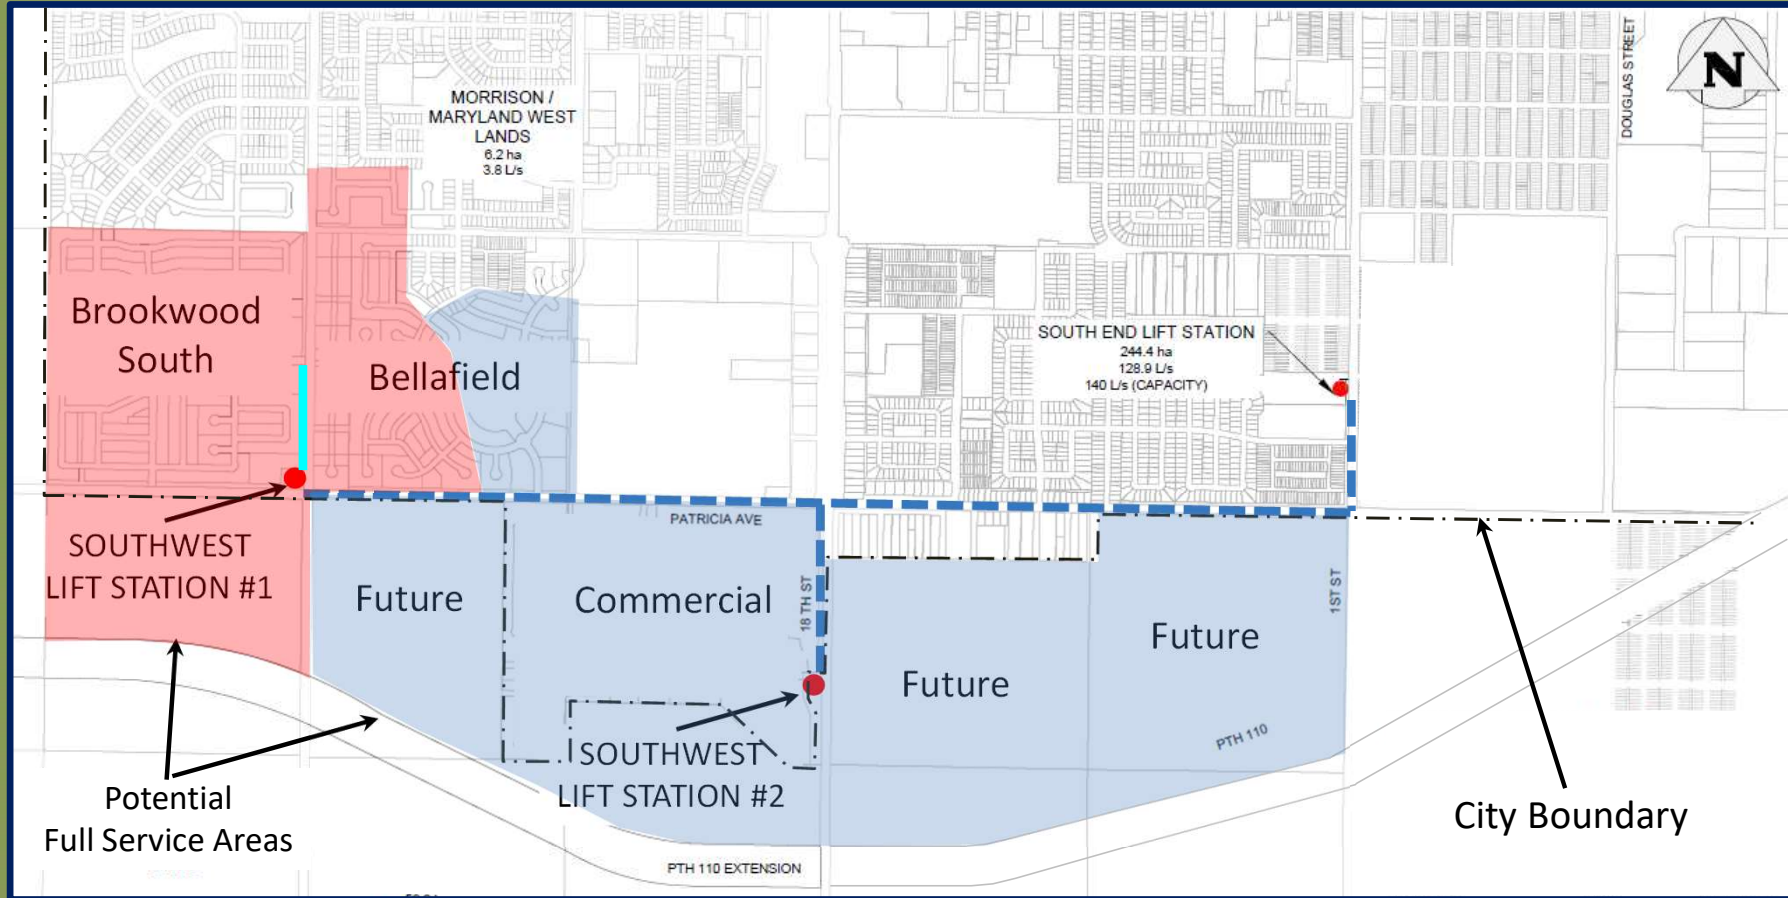 DOUGLAS STREET
N
MORRISON /
MARYLAND WEST
LANDS
6.2 ha
3.8 L/s
Brookwood
South
Bellafield
SOUTH END LIFT STATION
244.4 ha
128.9 L/s
140 L/s (CAPACITY)
PATRICIA AVE
SOUTHWEST
LIFT STATION #1
Future
Commercial
18 TH ST
Future
Future
1ST ST
PTH 110
SOUTHWEST
LIFT STATION #2
Potential
Full Service Areas
City Boundary
PTH 110 EXTENSION